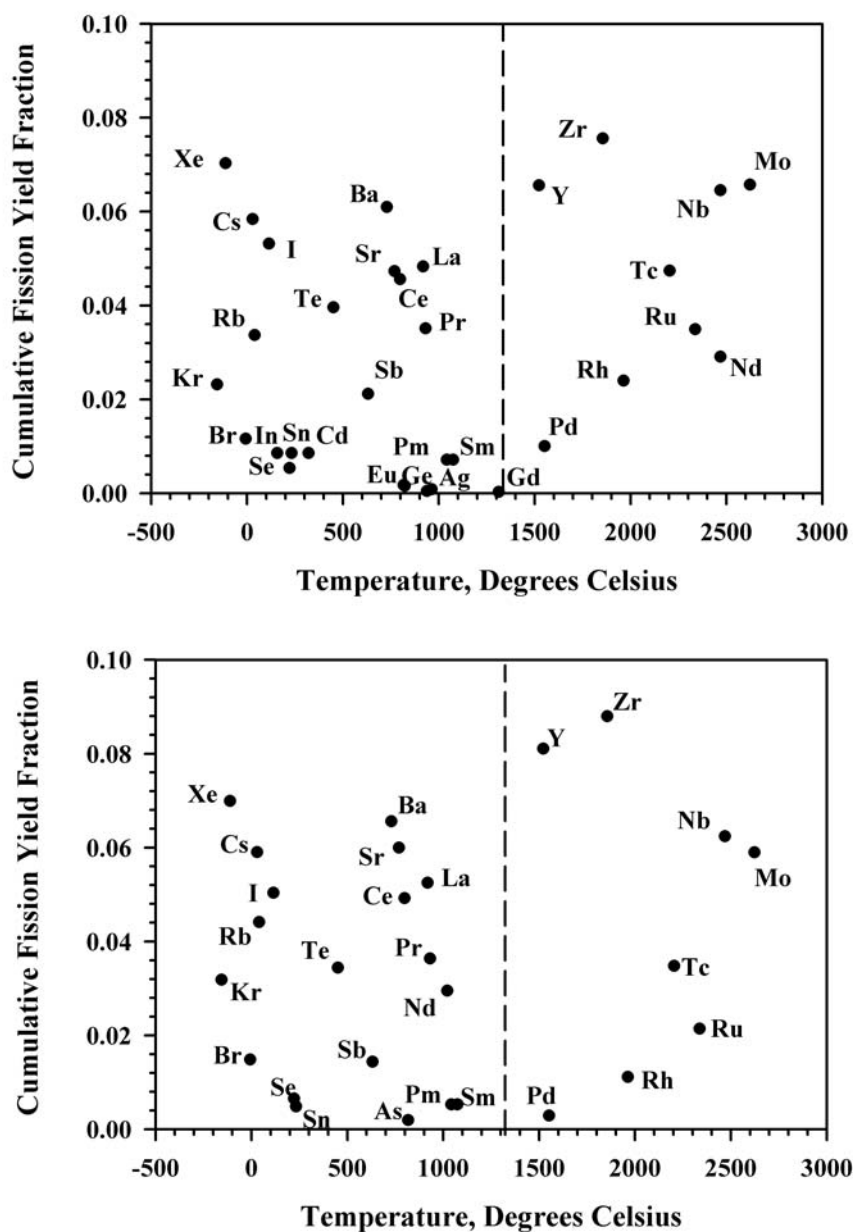 Cumulative Fission Yield Fraction
0.10
0.08
0.06
0.04
0.02
0.00
Zr
Mo
Xe
Ba
Y
Nb
Cs
I
Sr
La
Tc
Te
Ce
Rb
Pr
Ru
Kr
Sb
Rh
Nd
Br In Sn Cd
Pm Sm
Pd
Se
Eu Ge Ag Gd
-500 0 500 1000 1500 2000 2500 3000
Temperature, Degrees Celsius
Cumulative Fission Yield Fraction
0.10
0.08
0.06
0.04
0.02
0.00
Zr
Y
Xe
Ba
Nb
Cs
Sr
Mo
I
Ce
La
Rb
Te
Pr
Kr
Nd
Tc
Br
Sb
Ru
Se
Pm Sm
Rh
Sn
As
Pd
-500 0 500 1000 1500 2000 2500 3000
Temperature, Degrees Celsius